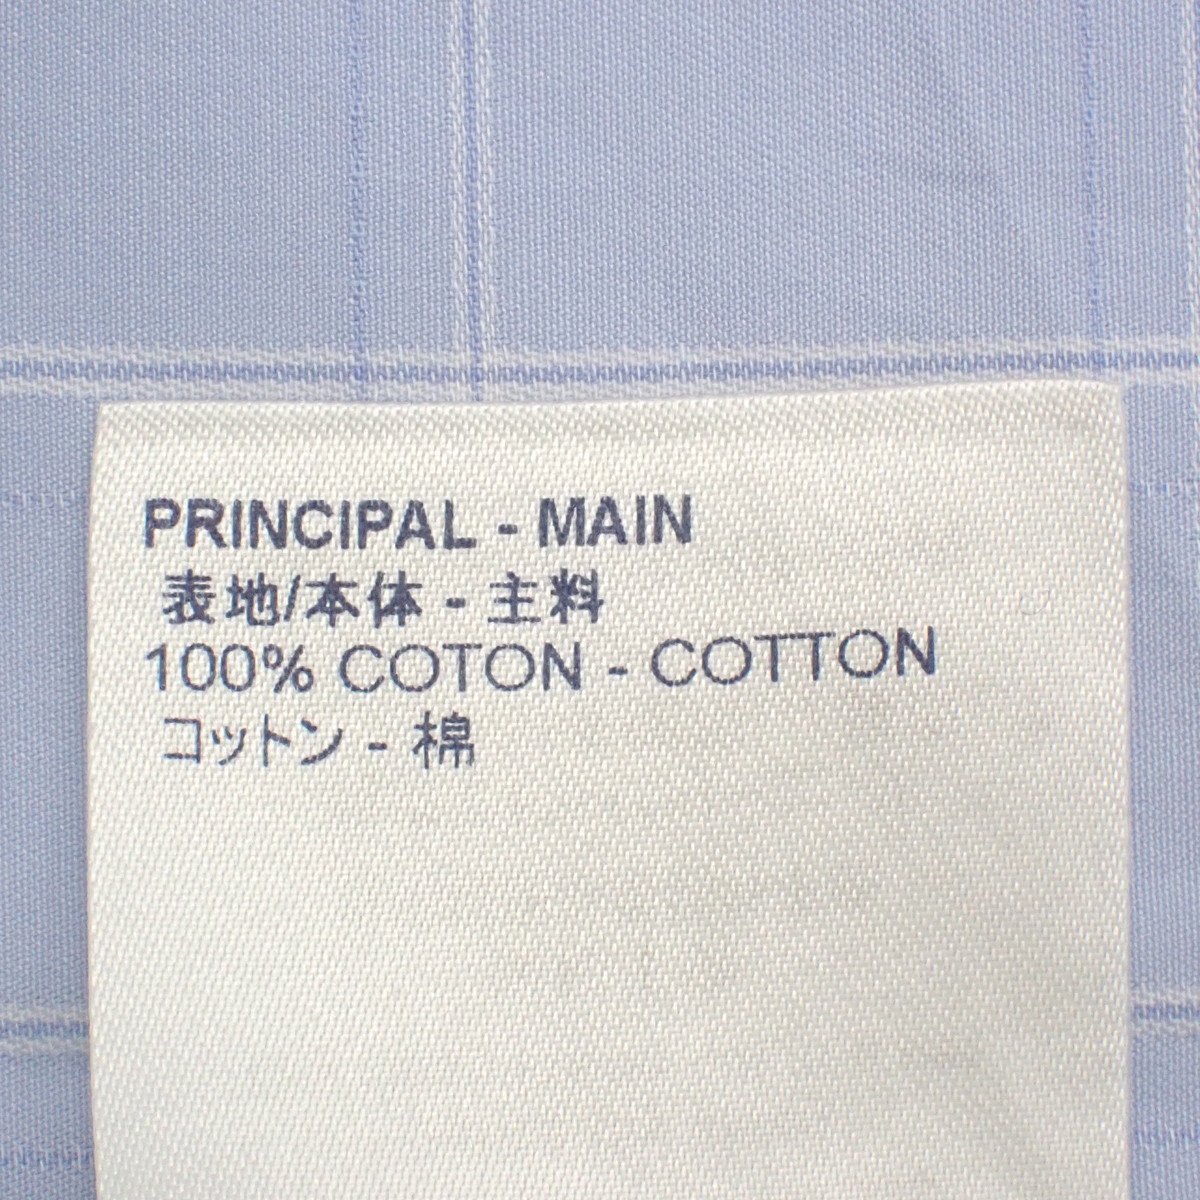 PRINCIPAL - MAIN
表地/本体 - 主料
100% COTON - COTTON
コットン - 棉